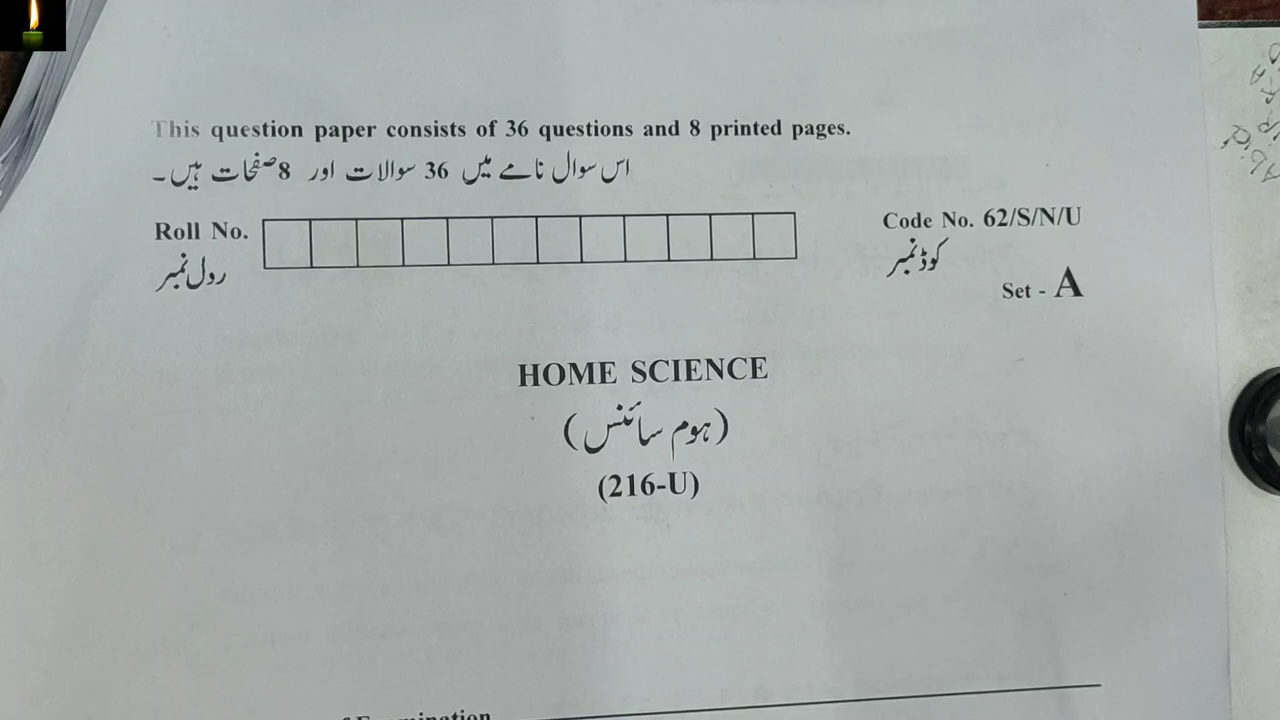 This question paper consists of 36 questions and 8 printed pages.
اس سوال نامے میں 36 سوالات اور 8 صفحات ہیں۔
Roll No.
رول نمبر
Code No. 62/S/N/U
کوڈ نمبر
Set - A
HOME SCIENCE
(ہوم سائنس)
(216-U)
Examination